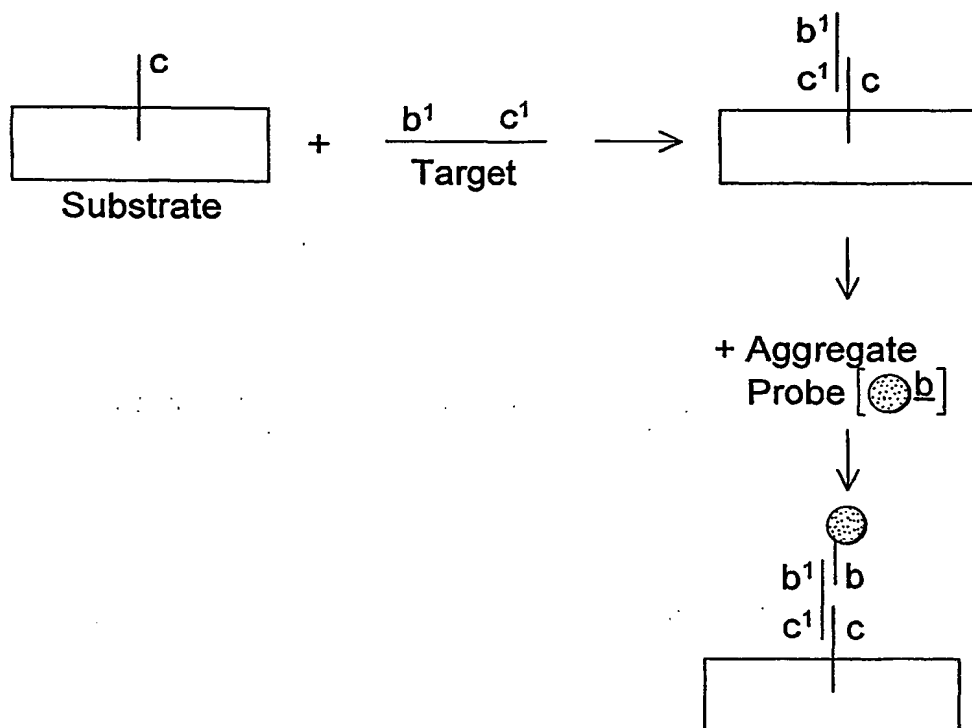 c
Substrate
+
b¹ c¹
Target
b¹
c¹ c
+ Aggregate
Probe [b]
b¹ b
c¹ c